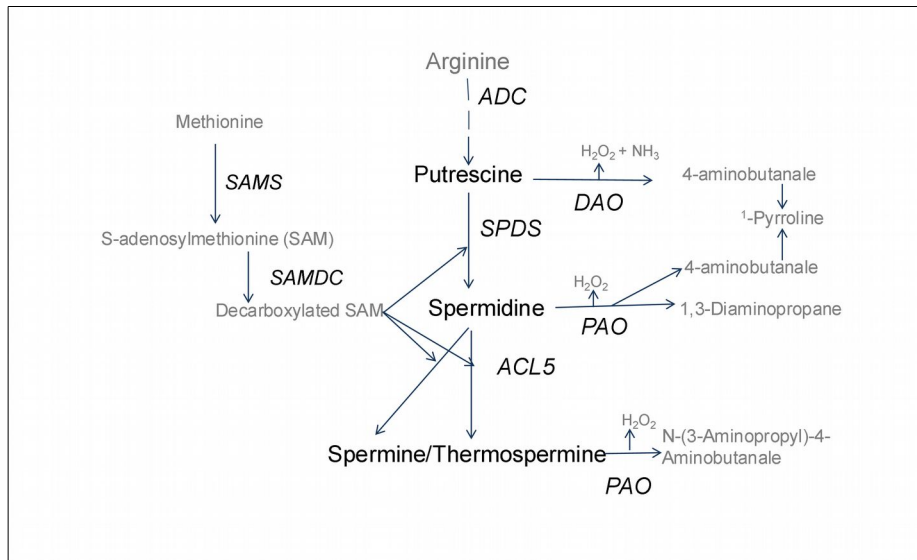 Arginine
ADC
Methionine
H₂O₂ + NH₃
Putrescine
4-aminobutanale
SAMS
DAO
¹-Pyrroline
SPDS
S-adenosylmethionine (SAM)
4-aminobutanale
SAMDC
H₂O₂
Decarboxylated SAM
Spermidine
1,3-Diaminopropane
PAO
ACL5
H₂O₂
Spermine/Thermospermine
N-(3-Aminopropyl)-4-
Aminobutanale
PAO